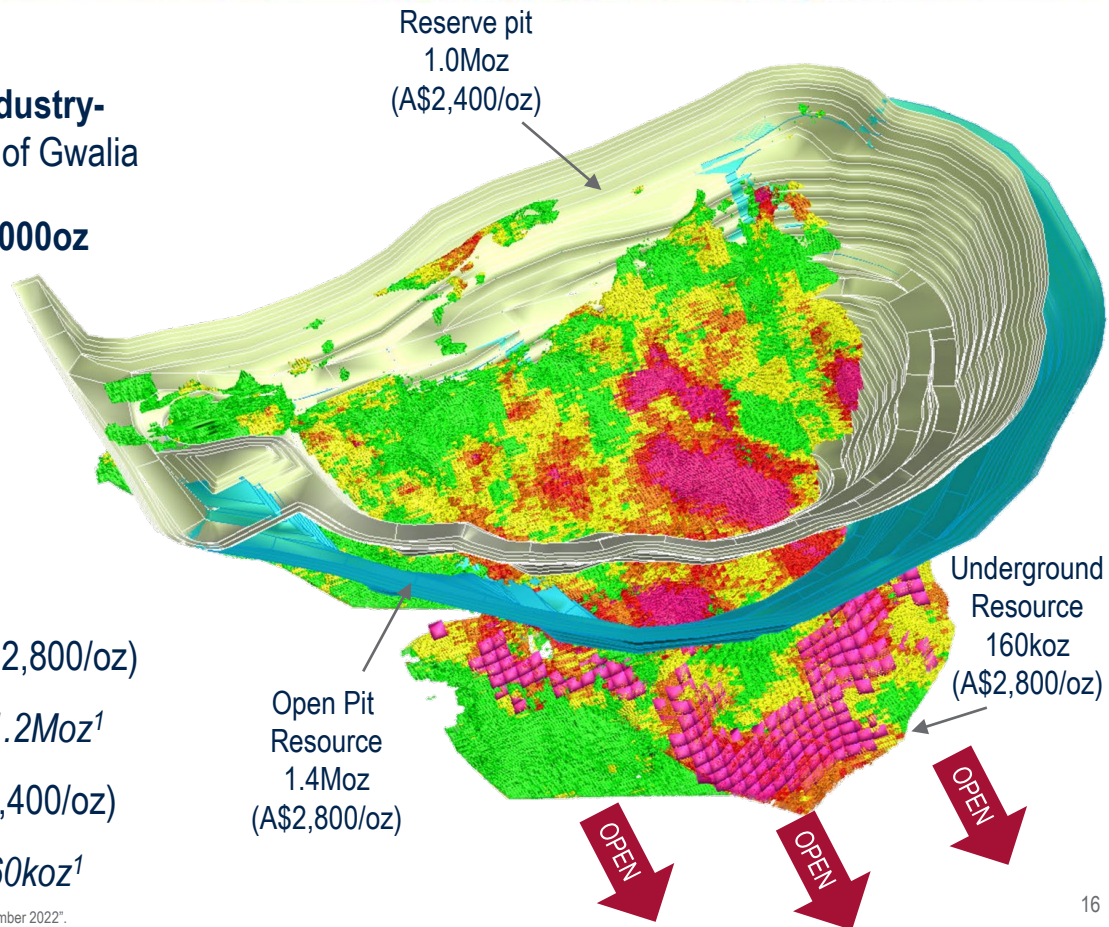 Reserve pit
1.0Moz
(A$2,400/oz)
dustry-
of Gwalia
000oz
2,800/oz)
.2Moz¹
,400/oz)
60koz¹
mber 2022".
Open Pit
Resource
1.4Moz
(A$2,800/oz)
Underground
Resource
160koz
(A$2,800/oz)
OPEN
OPEN
OPEN
16